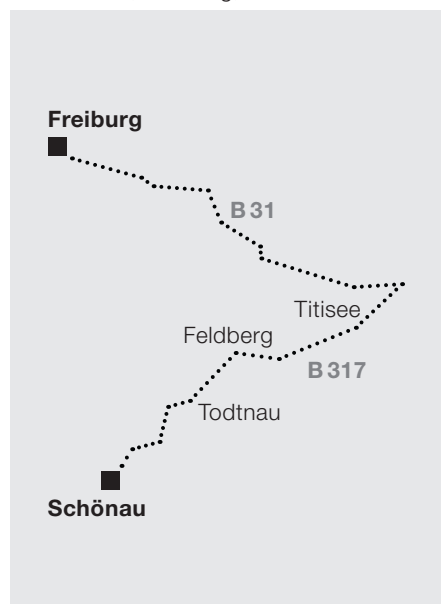 Freiburg
B 31
Titisee
Feldberg
B 317
Todtnau
Schönau